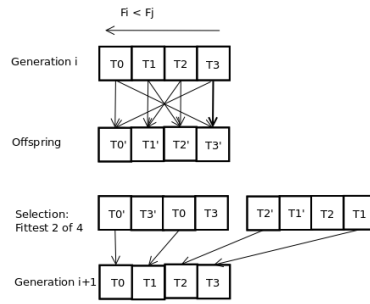 Fi < Fj
Generation i T0 T1 T2 T3
Offspring T0' T1' T2' T3'
Selection: T0' T3' T0 T3 T2' T1' T2 T1
Fittest 2 of 4
Generation i+1 T0 T1 T2 T3